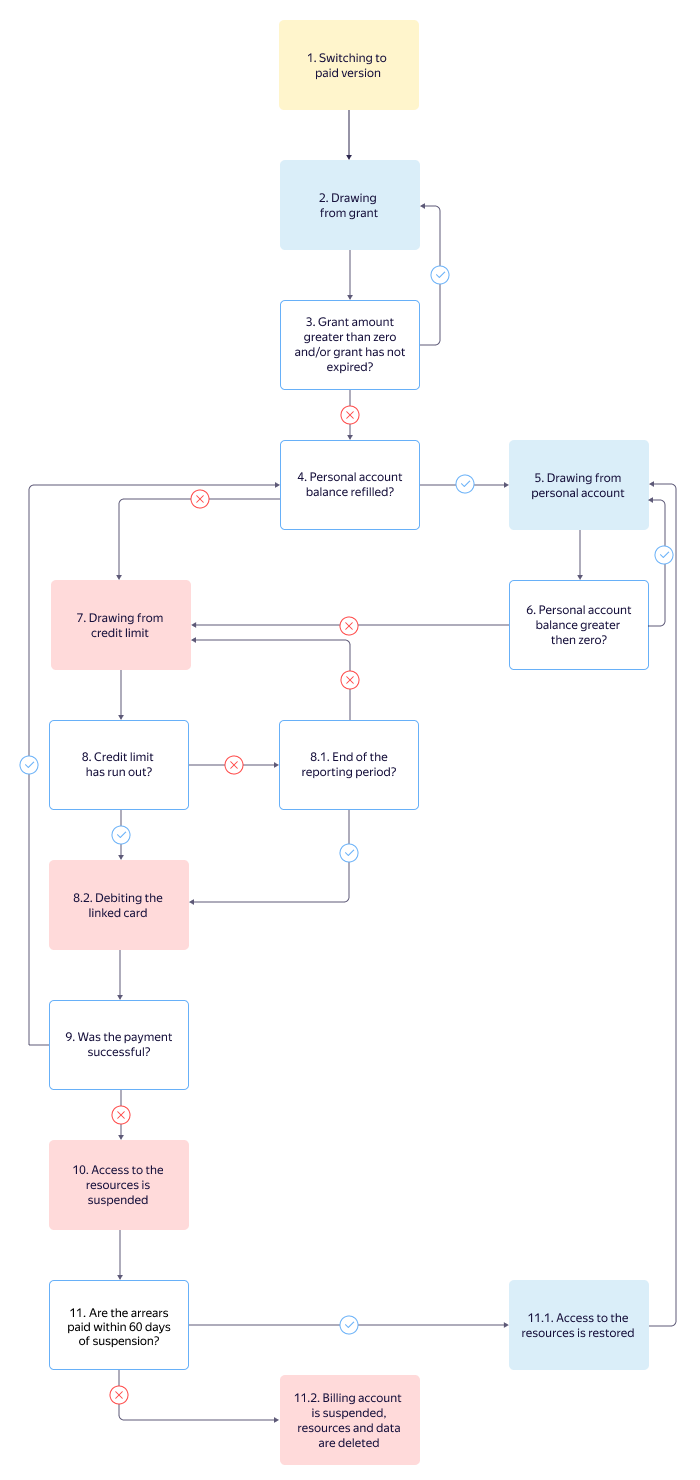 1. Switching to
paid version
2. Drawing
from grant
3. Grant amount
greater than zero
and/or grant has not
expired?
4. Personal account
balance refilled?
5. Drawing from
personal account
6. Personal account
balance greater
then zero?
7. Drawing from
credit limit
8. Credit limit
has run out?
8.1. End of the
reporting period?
8.2. Debiting the
linked card
9. Was the payment
successful?
10. Access to the
resources is
suspended
11. Are the arrears
paid within 60 days
of suspension?
11.1. Access to the
resources is restored
11.2. Billing account
is suspended,
resources and data
are deleted